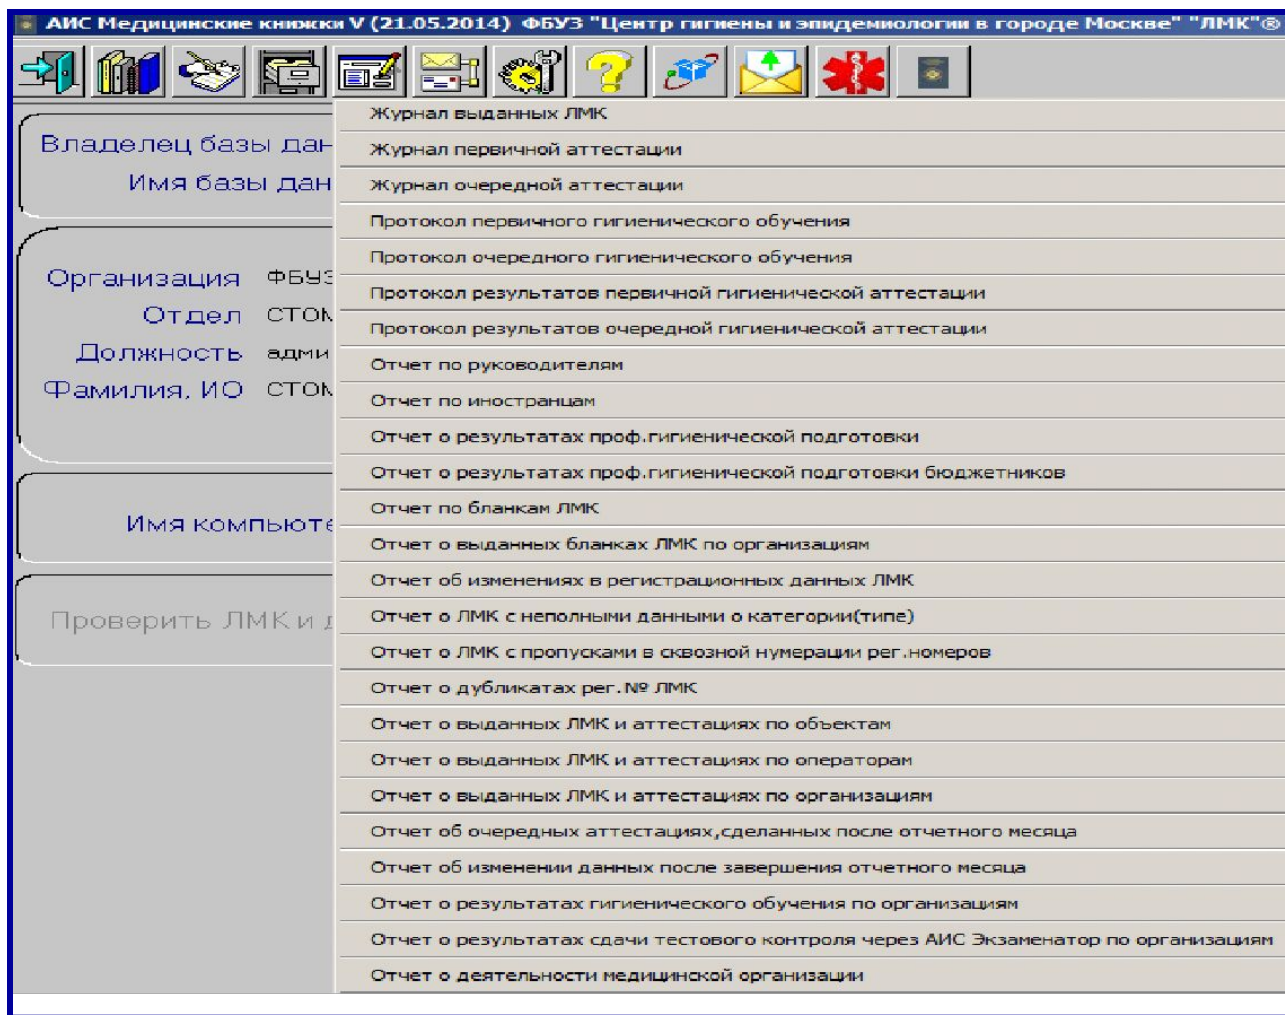 АИС Медицинские книжки V (21.05.2014) ФБУЗ "Центр гигиены и эпидемиологии в городе Москве" "ЛМК"®
Владелец базы дан
Имя базы дан
Организация ФБУЗ
Отдел СТОМ
Должность адми
Фамилия, ИО СТОМ
Имя компьюте
Проверить ЛМК и д
Журнал выданных ЛМК
Журнал первичной аттестации
Журнал очередной аттестации
Протокол первичного гигиенического обучения
Протокол очередного гигиенического обучения
Протокол результатов первичной гигиенической аттестации
Протокол результатов очередной гигиенической аттестации
Отчет по руководителям
Отчет по иностранцам
Отчет о результатах проф.гигиенической подготовки
Отчет о результатах проф.гигиенической подготовки бюджетников
Отчет по бланкам ЛМК
Отчет о выданных бланках ЛМК по организациям
Отчет об изменениях в регистрационных данных ЛМК
Отчет о ЛМК с неполными данными о категории(типе)
Отчет о ЛМК с пропусками в сквозной нумерации рег.номеров
Отчет о дубликатах рег.№ ЛМК
Отчет о выданных ЛМК и аттестациях по объектам
Отчет о выданных ЛМК и аттестациях по операторам
Отчет о выданных ЛМК и аттестациях по организациям
Отчет об очередных аттестациях,сделанных после отчетного месяца
Отчет об изменении данных после завершения отчетного месяца
Отчет о результатах гигиенического обучения по организациям
Отчет о результатах сдачи тестового контроля через АИС Экзаменатор по организациям
Отчет о деятельности медицинской организации